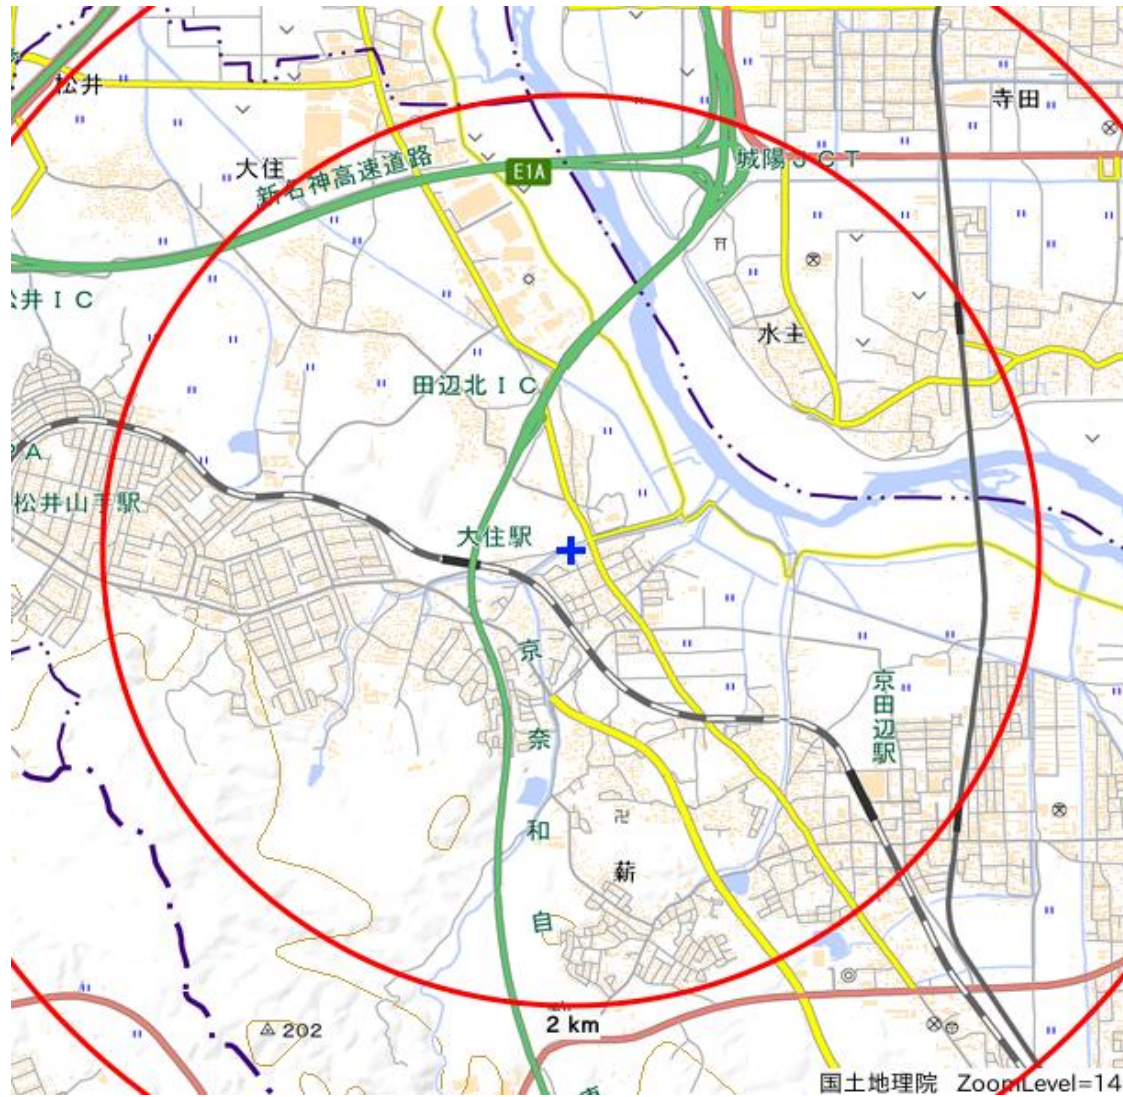 松井
寺田
大住
新名神高速道路
E1A
城陽JCT
井IC
水主
田辺北IC
PA
松井山手駅
大住駅
京奈和自
京田辺駅
薪
202
2 km
国土地理院 ZoomLevel=14